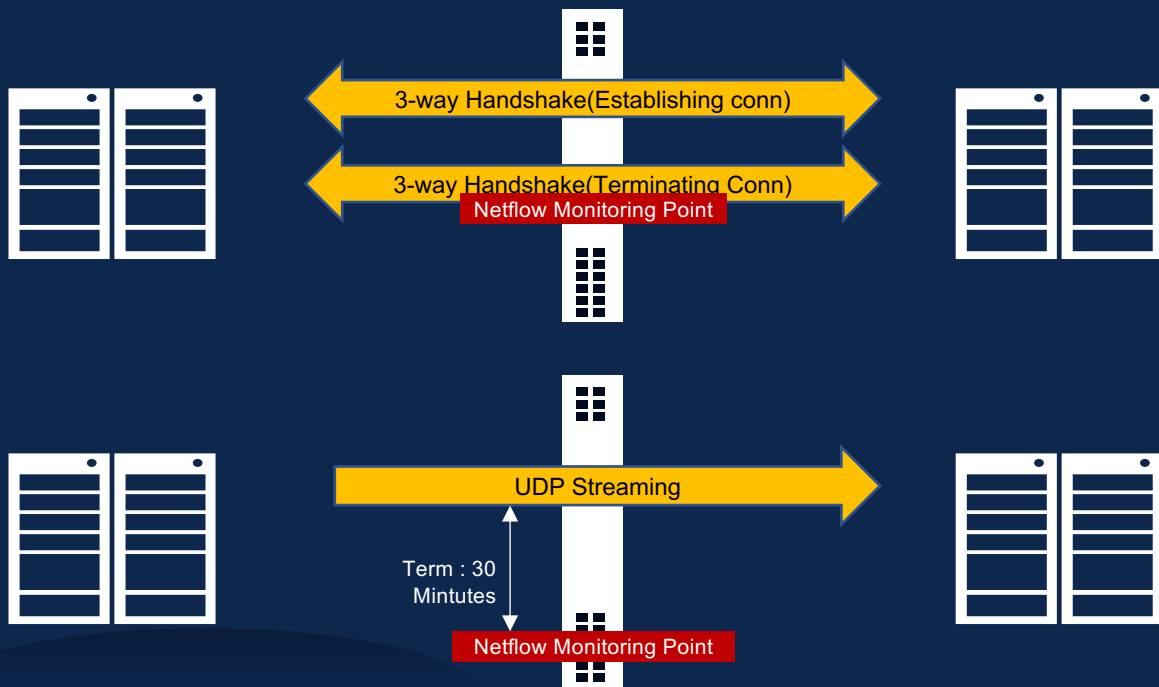 3-way Handshake(Establishing conn)
3-way Handshake(Terminating Conn)
Netflow Monitoring Point
UDP Streaming
Term : 30
Mintutes
Netflow Monitoring Point